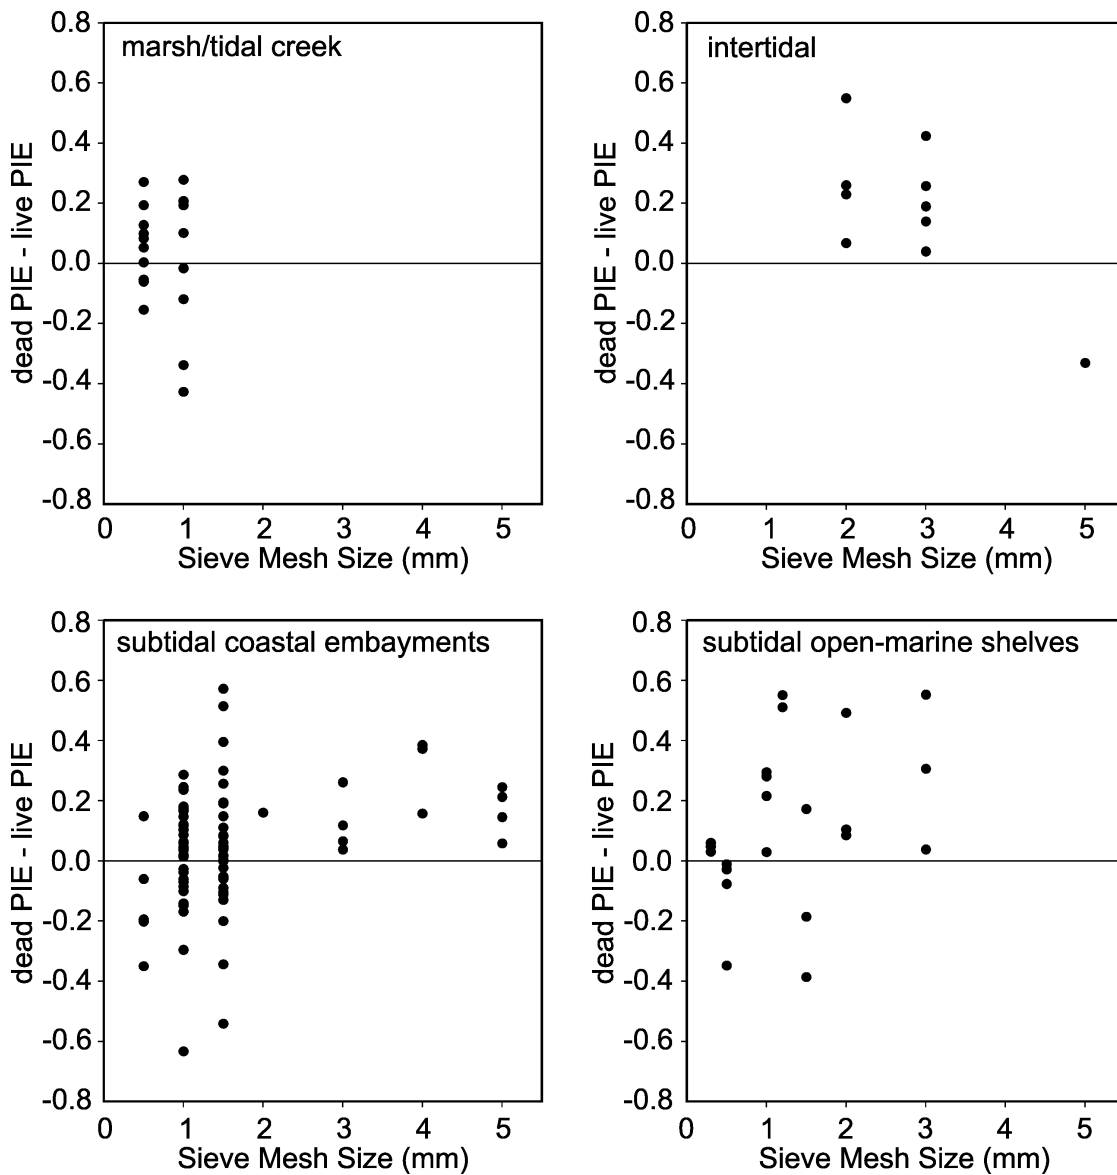 marsh/tidal creek
0.8
0.6
0.4
0.2
0.0
-0.2
-0.4
-0.6
-0.8
dead PIE - live PIE
0 1 2 3 4 5
Sieve Mesh Size (mm)
intertidal
0.8
0.6
0.4
0.2
0.0
-0.2
-0.4
-0.6
-0.8
dead PIE - live PIE
0 1 2 3 4 5
Sieve Mesh Size (mm)
subtidal coastal embayments
0.8
0.6
0.4
0.2
0.0
-0.2
-0.4
-0.6
-0.8
dead PIE - live PIE
0 1 2 3 4 5
Sieve Mesh Size (mm)
subtidal open-marine shelves
0.8
0.6
0.4
0.2
0.0
-0.2
-0.4
-0.6
-0.8
dead PIE - live PIE
0 1 2 3 4 5
Sieve Mesh Size (mm)